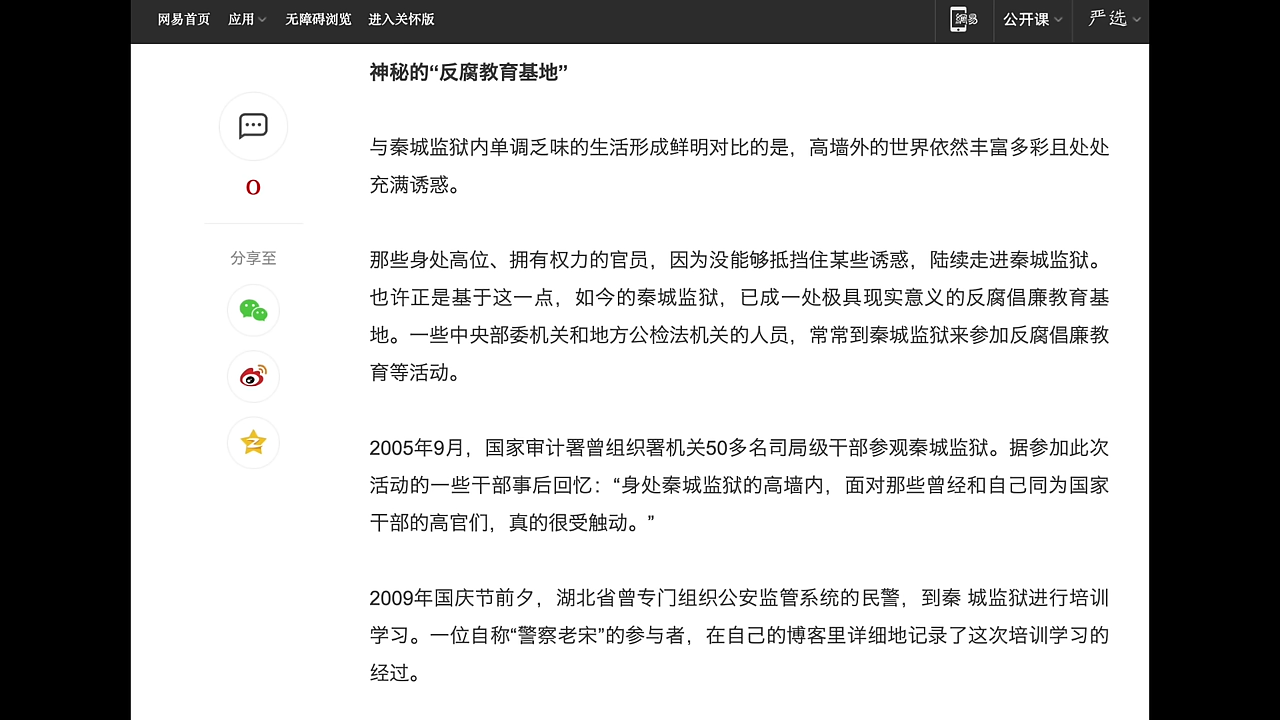 网易首页 应用 无障碍浏览 进入关怀版 網易 公开课 严选
神秘的“反腐教育基地”
与秦城监狱内单调乏味的生活形成鲜明对比的是，高墙外的世界依然丰富多彩且处处
充满诱惑。
0
分享至
那些身处高位、拥有权力的官员，因为没能够抵挡住某些诱惑，陆续走进秦城监狱。
也许正是基于这一点，如今的秦城监狱，已成一处极具现实意义的反腐倡廉教育基
地。一些中央部委机关和地方公检法机关的人员，常常到秦城监狱来参加反腐倡廉教
育等活动。
2005年9月，国家审计署曾组织署机关50多名司局级干部参观秦城监狱。据参加此次
活动的一些干部事后回忆：“身处秦城监狱的高墙内，面对那些曾经和自己同为国家
干部的高官们，真的很受触动。”
2009年国庆节前夕，湖北省曾专门组织公安监管系统的民警，到秦 城监狱进行培训
学习。一位自称“警察老宋”的参与者，在自己的博客里详细地记录了这次培训学习的
经过。